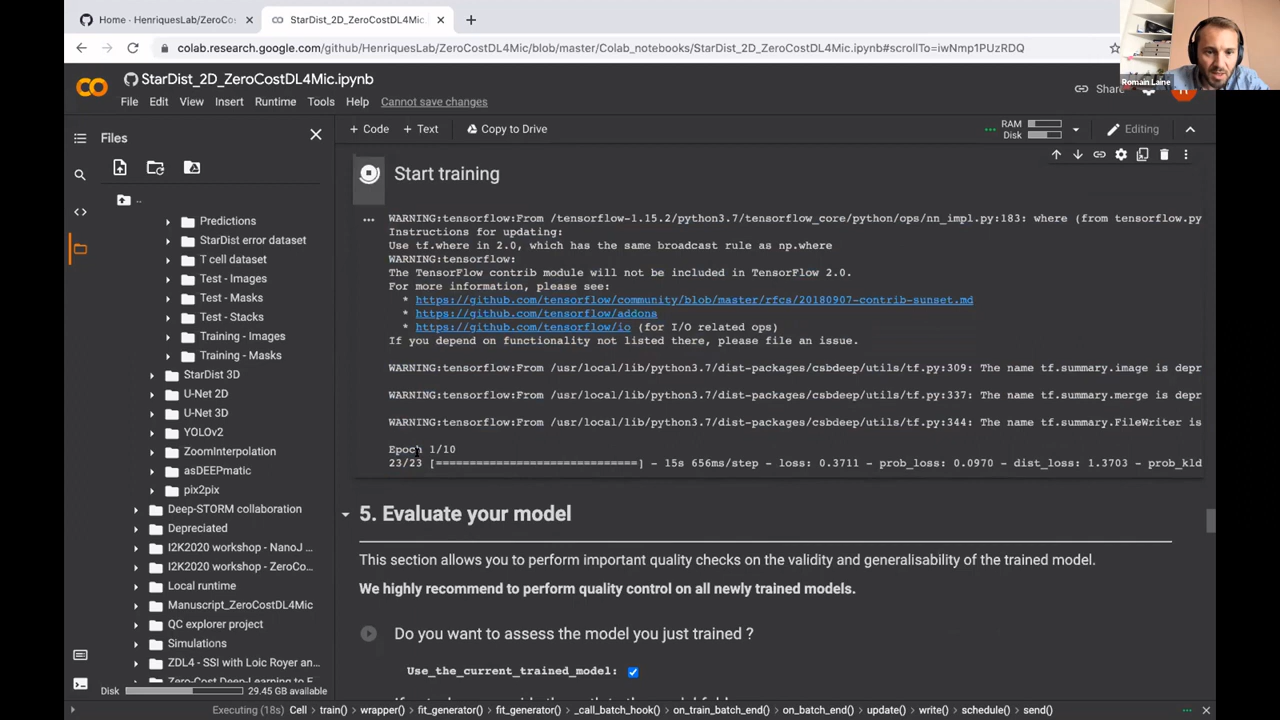 Home - HenriquesLab/ZeroCos
StarDist_2D_ZeroCostDL4Mic.
colab.research.google.com/github/HenriquesLab/ZeroCostDL4Mic/blob/master/Colab_notebooks/StarDist_2D_ZeroCostDL4Mic.ipynb#scrollTo=iwNmp1PUzRDQ
Romain Laine
StarDist_2D_ZeroCostDL4Mic.ipynb
Share
File Edit View Insert Runtime Tools Help Cannot save changes
Files
+ Code + Text Copy to Drive
RAM
Disk
Editing
..
Predictions
StarDist error dataset
T cell dataset
Test - Images
Test - Masks
Test - Stacks
Training - Images
Training - Masks
StarDist 3D
U-Net 2D
U-Net 3D
YOLOv2
ZoomInterpolation
asDEEPmatic
pix2pix
Deep-STORM collaboration
Depreciated
I2K2020 workshop - NanoJ ...
I2K2020 workshop - ZeroCo...
Local runtime
Manuscript_ZeroCostDL4Mic
QC explorer project
Simulations
ZDL4 - SSI with Loic Royer an...
Zero-Cost Deep-Learning to E
Disk 29.45 GB available
Start training
WARNING:tensorflow:From /tensorflow-1.15.2/python3.7/tensorflow_core/python/ops/nn_impl.py:183: where (from tensorflow.py
Instructions for updating:
Use tf.where in 2.0, which has the same broadcast rule as np.where
WARNING:tensorflow:
The TensorFlow contrib module will not be included in TensorFlow 2.0.
For more information, please see:
* https://github.com/tensorflow/community/blob/master/rfcs/20180907-contrib-sunset.md
* https://github.com/tensorflow/addons
* https://github.com/tensorflow/io (for I/O related ops)
If you depend on functionality not listed there, please file an issue.
WARNING:tensorflow:From /usr/local/lib/python3.7/dist-packages/csbdeep/utils/tf.py:309: The name tf.summary.image is depr
WARNING:tensorflow:From /usr/local/lib/python3.7/dist-packages/csbdeep/utils/tf.py:337: The name tf.summary.merge is depr
WARNING:tensorflow:From /usr/local/lib/python3.7/dist-packages/csbdeep/utils/tf.py:344: The name tf.summary.FileWriter is
Epoch 1/10
23/23 [==============================] - 15s 656ms/step - loss: 0.3711 - prob_loss: 0.0970 - dist_loss: 1.3703 - prob_kld
5. Evaluate your model
This section allows you to perform important quality checks on the validity and generalisability of the trained model.
We highly recommend to perform quality control on all newly trained models.
Do you want to assess the model you just trained ?
Use_the_current_trained_model:
Executing (18s) Cell › train() › wrapper() › fit_generator() › fit_generator() › _call_batch_hook() › on_train_batch_end() › on_batch_end() › update() › write() › schedule() › send()